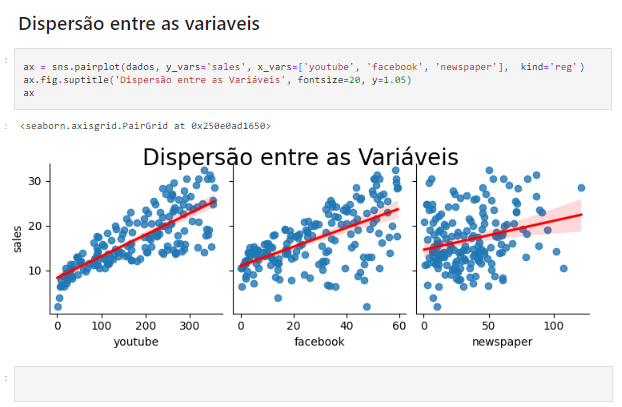 Dispersão entre as variaveis
ax = sns.pairplot(dados, y_vars='sales', x_vars=['youtube', 'facebook', 'newspaper'],  kind='reg')
ax.fig.suptitle('Dispersão entre as Variáveis', fontsize=20, y=1.05)
ax
<seaborn.axisgrid.PairGrid at 0x250e0ad1650>
Dispersão entre as Variáveis
30
20
10
sales
0 100 200 300
0 20 40 60
0 50 100
youtube
facebook
newspaper